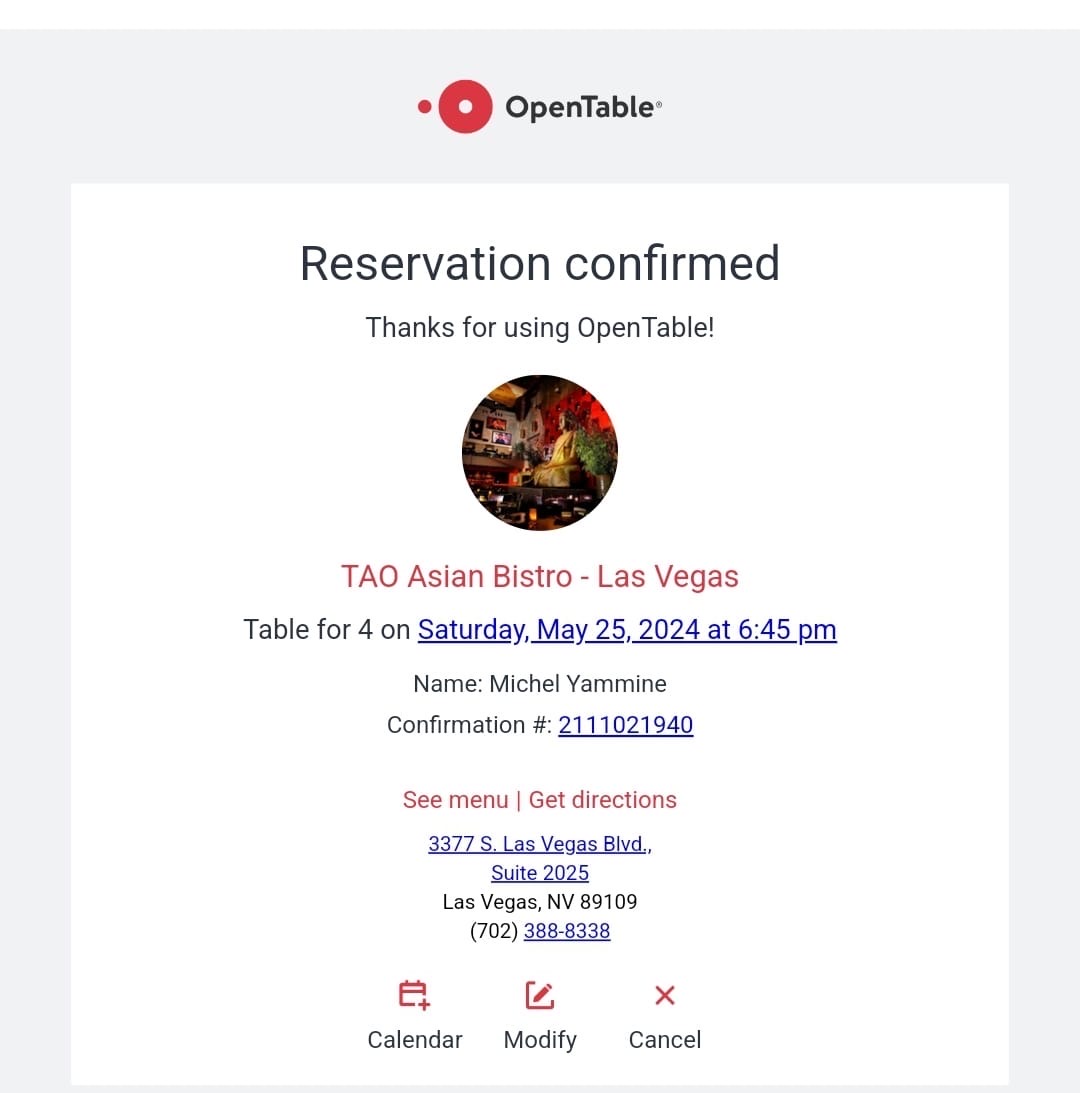 OpenTable®
Reservation confirmed
Thanks for using OpenTable!
TAO Asian Bistro - Las Vegas
Table for 4 on Saturday, May 25, 2024 at 6:45 pm
Name: Michel Yammine
Confirmation #: 2111021940
See menu | Get directions
3377 S. Las Vegas Blvd.,
Suite 2025
Las Vegas, NV 89109
(702) 388-8338
Calendar Modify Cancel